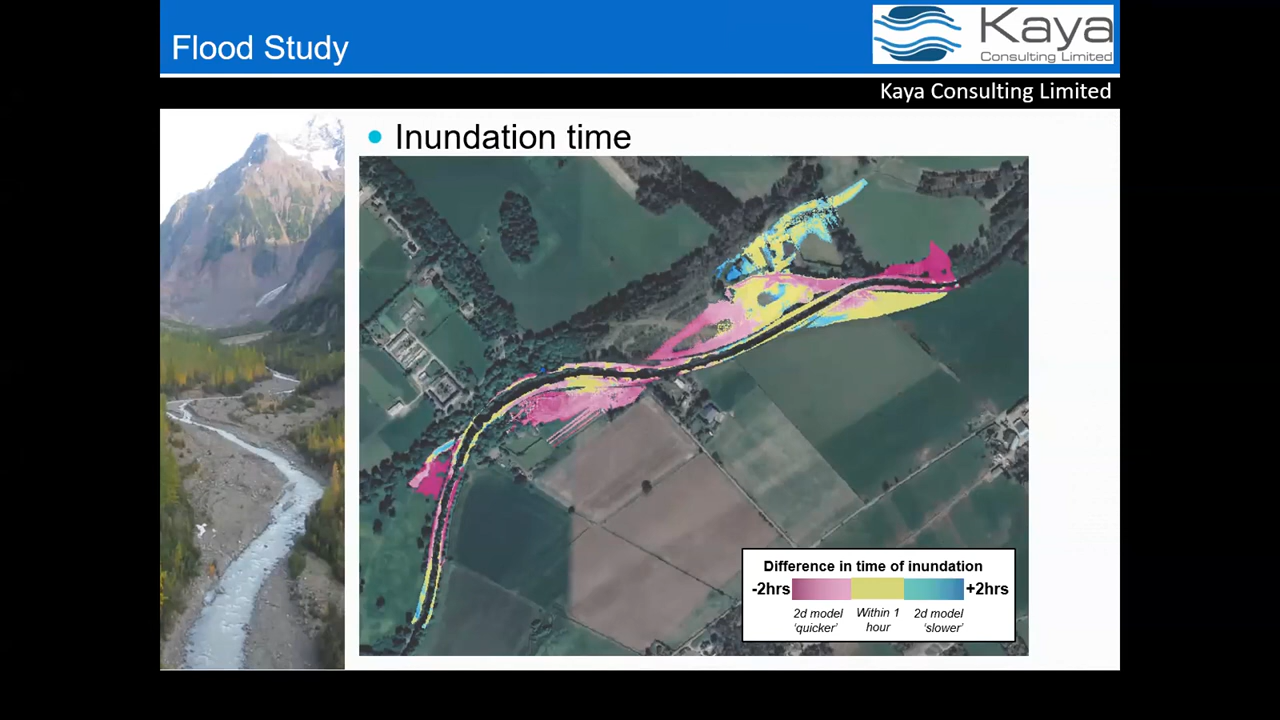 Flood Study
Kaya
Consulting Limited
Kaya Consulting Limited
Inundation time
Difference in time of inundation
-2hrs +2hrs
2d model Within 1 2d model
‘quicker’ hour ‘slower’